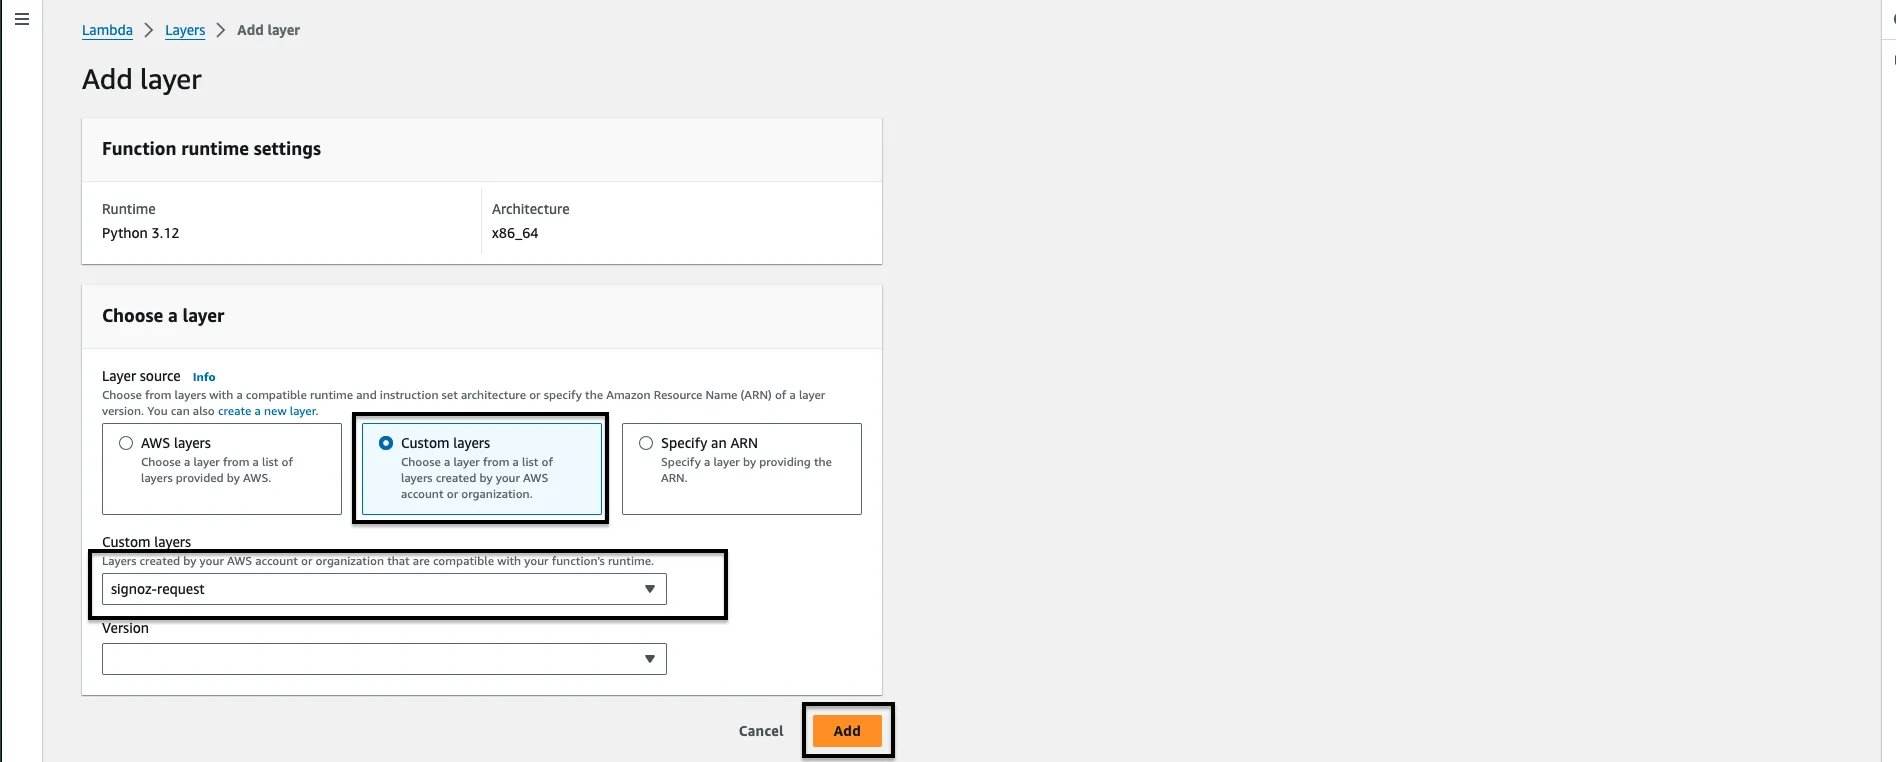 Lambda > Layers > Add layer
Add layer
Function runtime settings
Runtime
Python 3.12
Architecture
x86_64
Choose a layer
Layer source Info
Choose from layers with a compatible runtime and instruction set architecture or specify the Amazon Resource Name (ARN) of a layer
version. You can also create a new layer.
AWS layers
Choose a layer from a list of
layers provided by AWS.
Custom layers
Choose a layer from a list of
layers created by your AWS
account or organization.
Specify an ARN
Specify a layer by providing the
ARN.
Custom layers
Layers created by your AWS account or organization that are compatible with your function's runtime.
signoz-request
Version
Cancel
Add